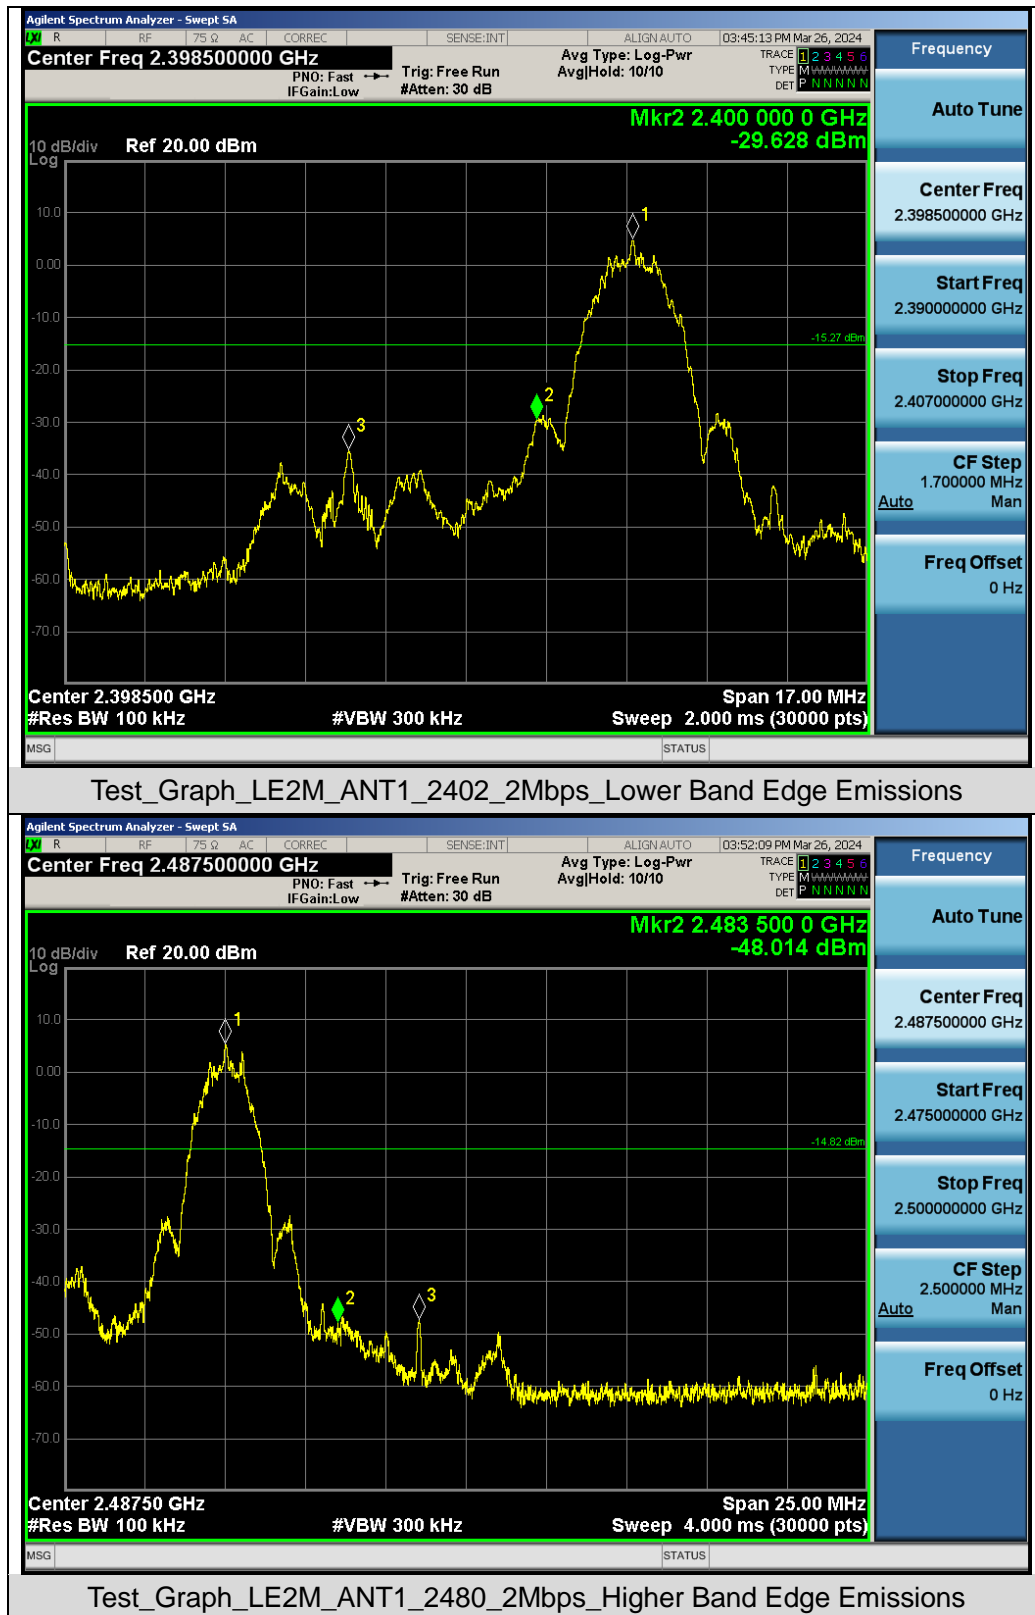 Agilent Spectrum Analyzer - Swept SA
LXI R RF 75 Ω AC CORREC SENSE:INT ALIGN AUTO 03:45:13 PM Mar 26, 2024
Center Freq 2.398500000 GHz Avg Type: Log-Pwr TRACE 1 2 3 4 5 6
PNO: Fast Trig: Free Run Avg|Hold: 10/10 TYPE M WWWWW
IFGain:Low #Atten: 30 dB DET P N N N N N
Frequency
Auto Tune
Center Freq
2.398500000 GHz
Start Freq
2.390000000 GHz
Stop Freq
2.407000000 GHz
CF Step
1.700000 MHz
Auto Man
Freq Offset
0 Hz
Mkr2 2.400 000 0 GHz
10 dB/div Ref 20.00 dBm -29.628 dBm
Log
10.0
0.00
-10.0
-20.0
-30.0
-40.0
-50.0
-60.0
-70.0
1
-15.27 dBm
2
3
Center 2.398500 GHz Span 17.00 MHz
#Res BW 100 kHz #VBW 300 kHz Sweep 2.000 ms (30000 pts)
MSG STATUS
Test_Graph_LE2M_ANT1_2402_2Mbps_Lower Band Edge Emissions
Agilent Spectrum Analyzer - Swept SA
LXI R RF 75 Ω AC CORREC SENSE:INT ALIGN AUTO 03:52:09 PM Mar 26, 2024
Center Freq 2.487500000 GHz Avg Type: Log-Pwr TRACE 1 2 3 4 5 6
PNO: Fast Trig: Free Run Avg|Hold: 10/10 TYPE M WWWWW
IFGain:Low #Atten: 30 dB DET P N N N N N
Frequency
Auto Tune
Center Freq
2.487500000 GHz
Start Freq
2.475000000 GHz
Stop Freq
2.500000000 GHz
CF Step
2.500000 MHz
Auto Man
Freq Offset
0 Hz
Mkr2 2.483 500 0 GHz
10 dB/div Ref 20.00 dBm -48.014 dBm
Log
10.0
0.00
-10.0
-20.0
-30.0
-40.0
-50.0
-60.0
-70.0
1
-14.82 dBm
2
3
Center 2.48750 GHz Span 25.00 MHz
#Res BW 100 kHz #VBW 300 kHz Sweep 4.000 ms (30000 pts)
MSG STATUS
Test_Graph_LE2M_ANT1_2480_2Mbps_Higher Band Edge Emissions